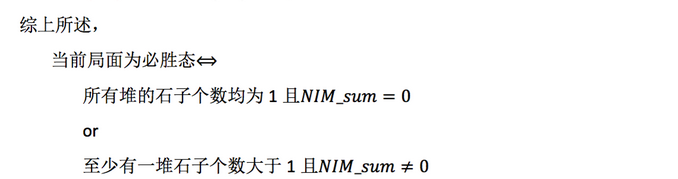 综上所述，
当前局面为必胜态⇔
所有堆的石子个数均为 1 且NIM_sum = 0
or
至少有一堆石子个数大于 1 且NIM_sum ≠ 0